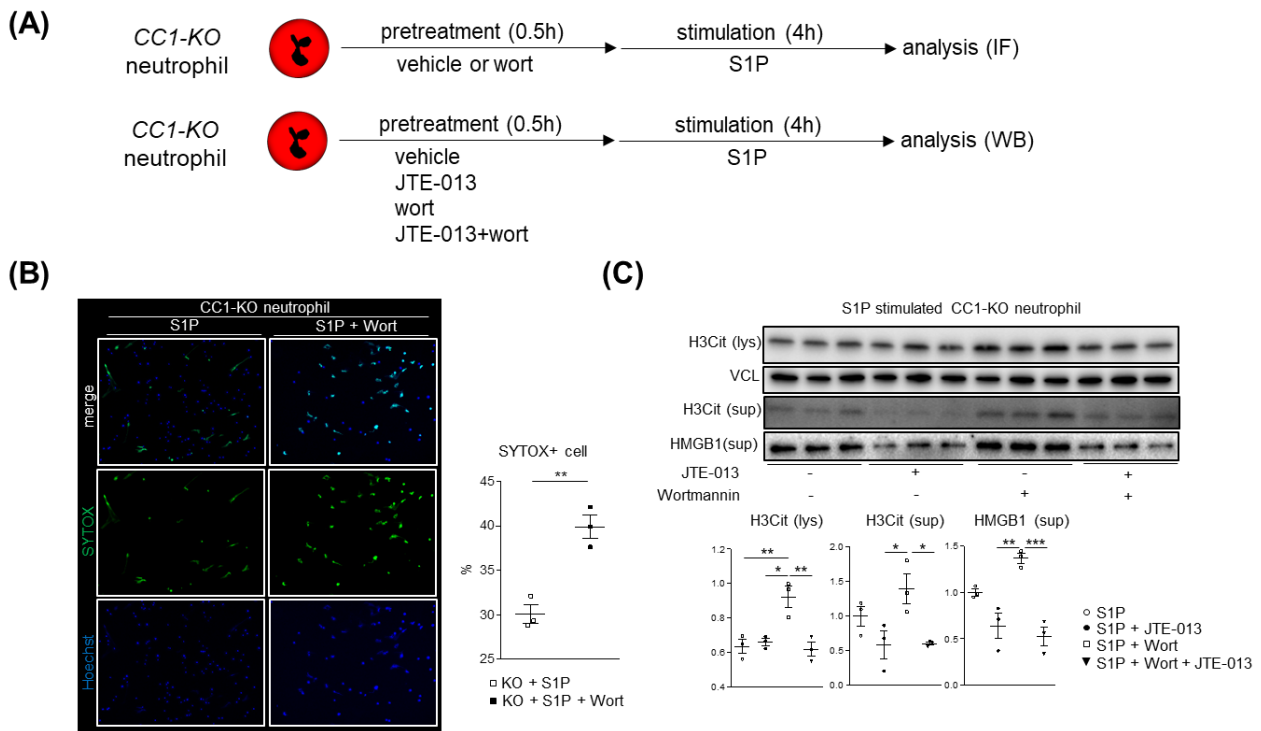 (A)
CC1-KO
neutrophil
pretreatment (0.5h)
vehicle or wort
stimulation (4h)
S1P
analysis (IF)
CC1-KO
neutrophil
pretreatment (0.5h)
vehicle
JTE-013
wort
JTE-013+wort
stimulation (4h)
S1P
analysis (WB)
(B)
CC1-KO neutrophil
S1P
S1P + Wort
merge
SYTOX
Hoechst
SYTOX+ cell
**
45
40
35
30
25
%
KO + S1P
KO + S1P + Wort
(C)
S1P stimulated CC1-KO neutrophil
H3Cit (lys)
VCL
H3Cit (sup)
HMGB1(sup)
JTE-013 - + - +
Wortmannin - - + +
H3Cit (lys)
**
* **
1.0
0.8
0.6
0.4
H3Cit (sup)
* *
2.0
1.5
1.0
0.5
0.0
HMGB1 (sup)
** ***
1.5
1.0
0.5
0.0
S1P
S1P + JTE-013
S1P + Wort
S1P + Wort + JTE-013